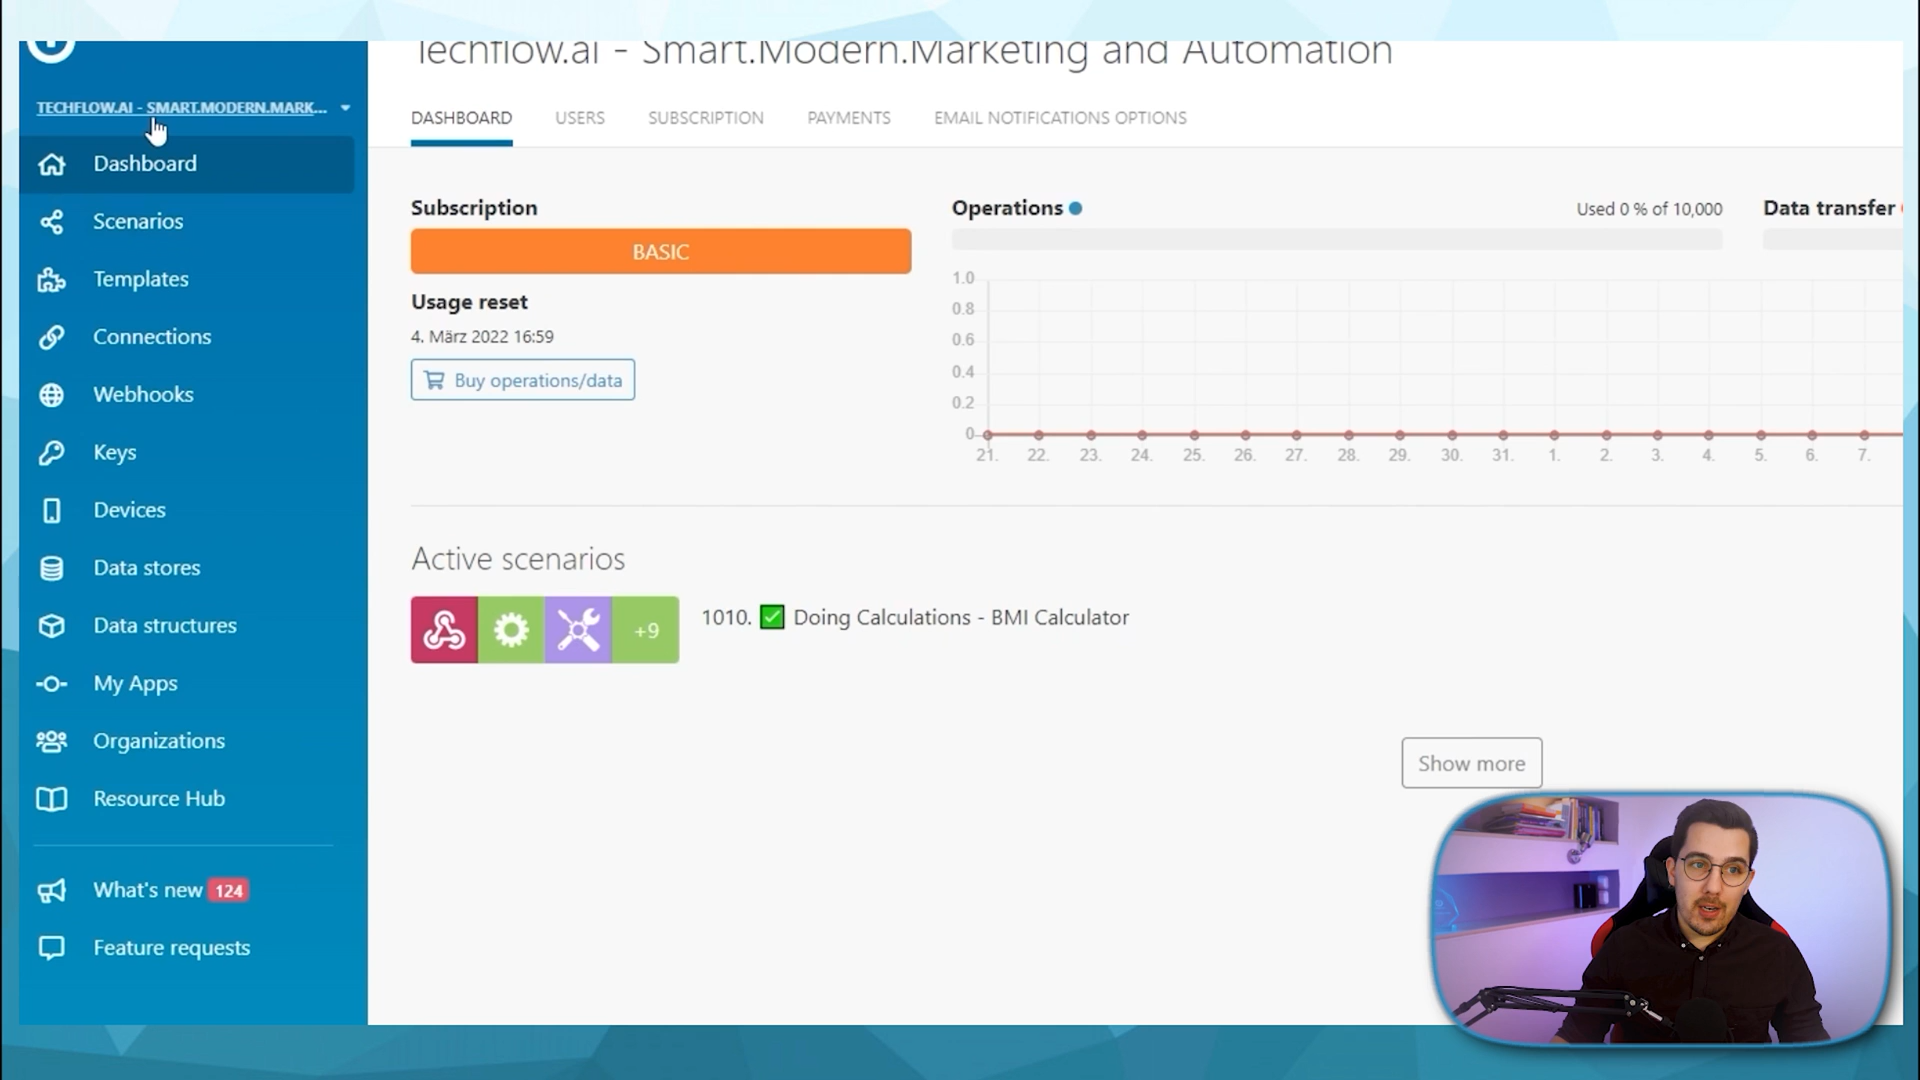 Techflow.ai - Smart.Modern.Marketing and Automation
TECHFLOW.AI - SMART.MODERN.MARK...
DASHBOARD
USERS
SUBSCRIPTION
PAYMENTS
EMAIL NOTIFICATIONS OPTIONS
Dashboard
Scenarios
Templates
Connections
Webhooks
Keys
Devices
Data stores
Data structures
My Apps
Organizations
Resource Hub
What's new 124
Feature requests
Subscription
BASIC
Usage reset
4. März 2022 16:59
Buy operations/data
Operations
Used 0 % of 10,000
Data transfer
1.0
0.8
0.6
0.4
0.2
0
21. 22. 23. 24. 25. 26. 27. 28. 29. 30. 31. 1. 2. 3. 4. 5. 6. 7.
Active scenarios
+9
1010. ✅ Doing Calculations - BMI Calculator
Show more